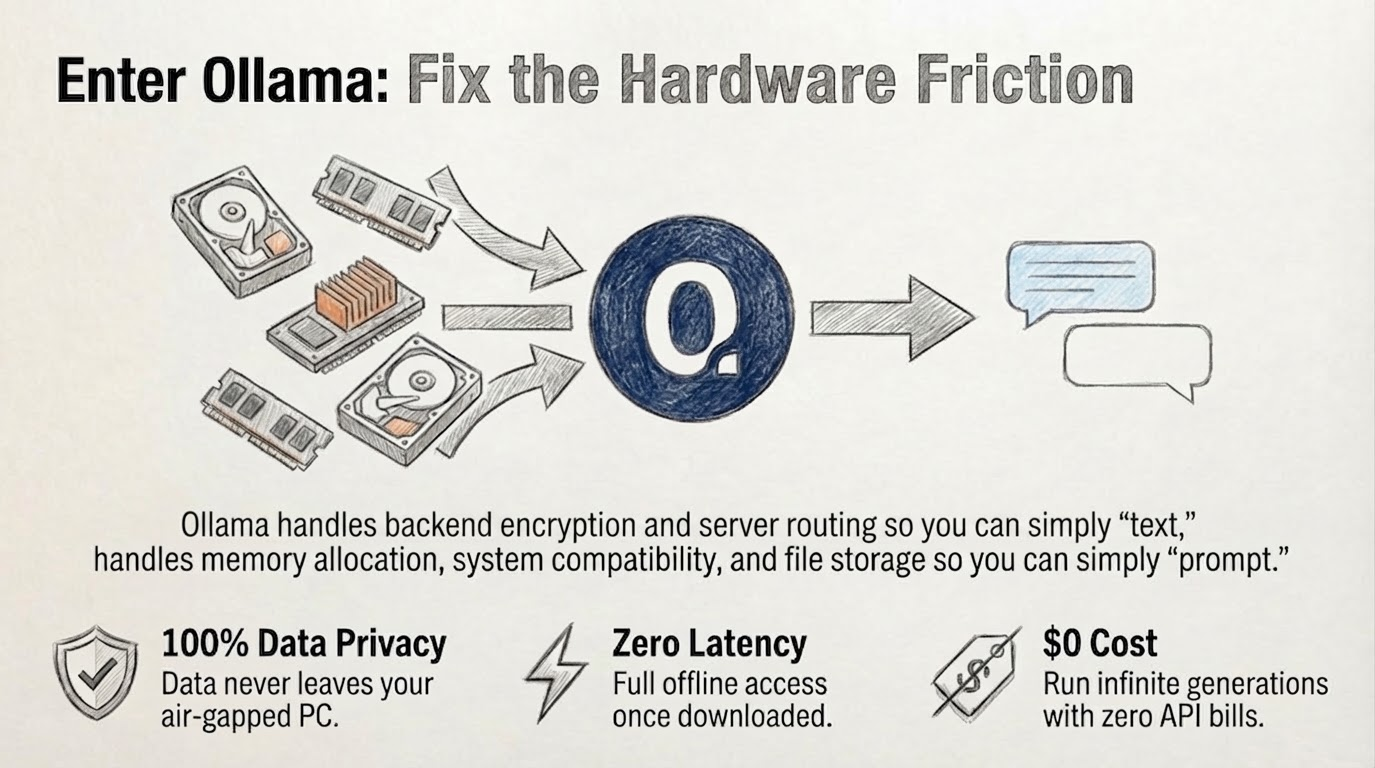 Enter Ollama: Fix the Hardware Friction
Ollama handles backend encryption and server routing so you can simply “text,”
handles memory allocation, system compatibility, and file storage so you can simply “prompt.”
100% Data Privacy
Data never leaves your
air-gapped PC.
Zero Latency
Full offline access
once downloaded.
$
$0 Cost
Run infinite generations
with zero API bills.